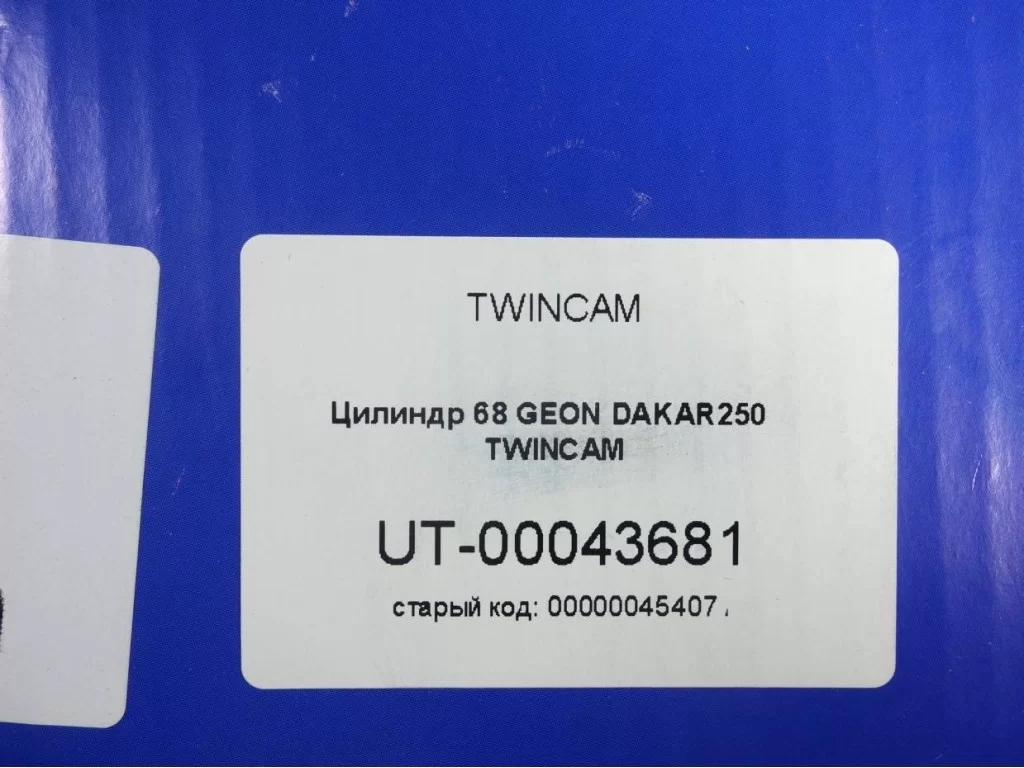 TWINCAM
Цилиндр 68 GEON DAKAR250
TWINCAM
UT-00043681
старый код: 00000045407 .